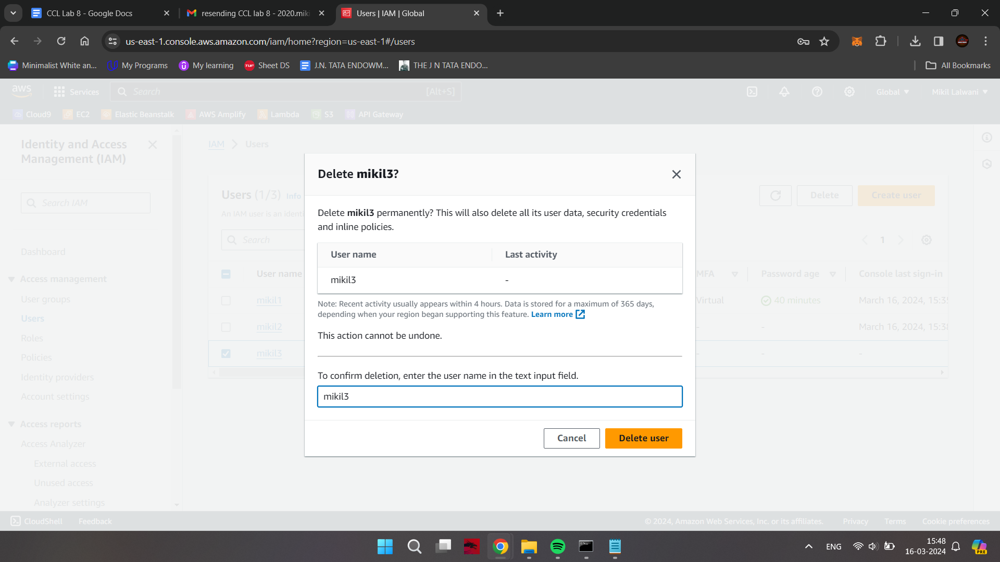 CCL Lab 8 - Google Docs
resending CCL lab 8 - 2020.miki
Users | IAM | Global
us-east-1.console.aws.amazon.com/iam/home?region=us-east-1#/users
Minimalist White an...
My Programs
My learning
TUF Sheet DS
J.N. TATA ENDOWM...
THE J N TATA ENDO...
All Bookmarks
aws
Services
Search
[Alt+S]
Global
Mikil Lalwani
Cloud9
EC2
Elastic Beanstalk
AWS Amplify
Lambda
S3
API Gateway
Identity and Access
Management (IAM)
Search IAM
Dashboard
Access management
User groups
Users
Roles
Policies
Identity providers
Account settings
Access reports
Access Analyzer
External access
Unused access
Analyzer settings
IAM
Users
Users (1/3) Info
Delete
Create user
An IAM user is an identi
Search
1
User name
MFA
Password age
Console last sign-in
mikil1
Virtual
40 minutes
March 16, 2024, 15:35
mikil2
-
-
March 16, 2024, 15:38
mikil3
-
-
-
Delete mikil3?
Delete mikil3 permanently? This will also delete all its user data, security credentials
and inline policies.
User name
Last activity
mikil3
-
Note: Recent activity usually appears within 4 hours. Data is stored for a maximum of 365 days,
depending when your region began supporting this feature. Learn more
This action cannot be undone.
To confirm deletion, enter the user name in the text input field.
mikil3
Cancel
Delete user
CloudShell
Feedback
© 2024, Amazon Web Services, Inc. or its affiliates.
Privacy
Terms
Cookie preferences
ENG
15:48
16-03-2024
PRE